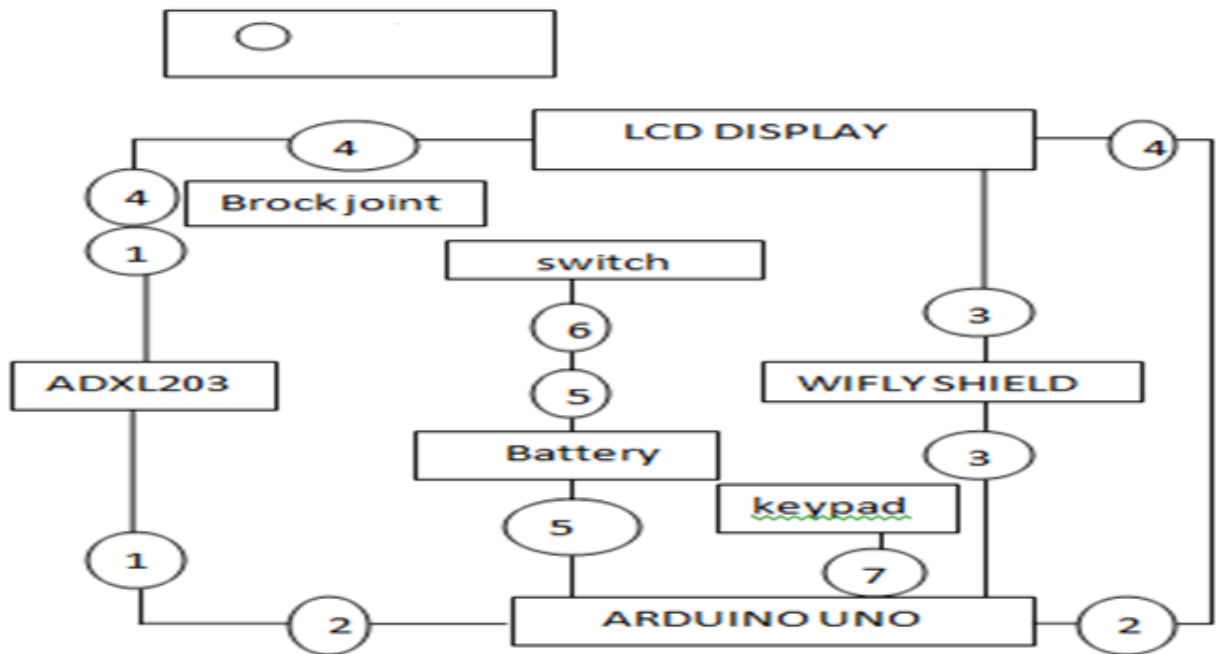 LCD DISPLAY
4
4
4
Brock joint
1
switch
6
3
ADXL203
5
WIFLY SHIELD
Battery
3
keypad
5
1
7
2
ARDUINO UNO
2